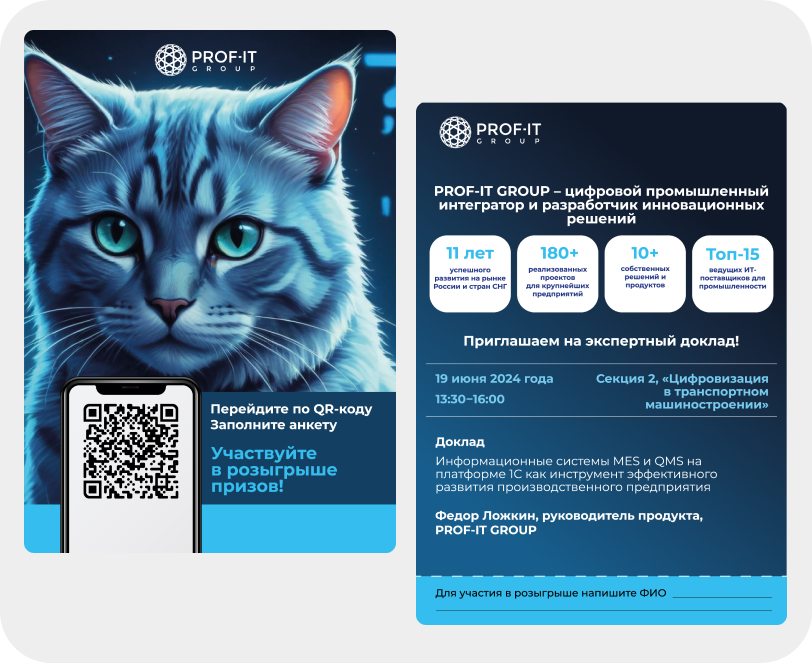 PROF-IT
GROUP
Перейдите по QR-коду
Заполните анкету
Участвуйте
в розыгрыше
призов!
PROF-IT
GROUP
PROF-IT GROUP – цифровой промышленный
интегратор и разработчик инновационных
решений
11 лет
успешного
развития на рынке
России и стран СНГ
180+
реализованных
проектов
для крупнейших
предприятий
10+
собственных
решений и
продуктов
Топ-15
ведущих ИТ-
поставщиков для
промышленности
Приглашаем на экспертный доклад!
19 июня 2024 года
13:30–16:00
Секция 2, «Цифровизация
в транспортном
машиностроении»
Доклад
Информационные системы MES и QMS на
платформе 1С как инструмент эффективного
развития производственного предприятия
Федор Ложкин, руководитель продукта,
PROF-IT GROUP
Для участия в розыгрыше напишите ФИО